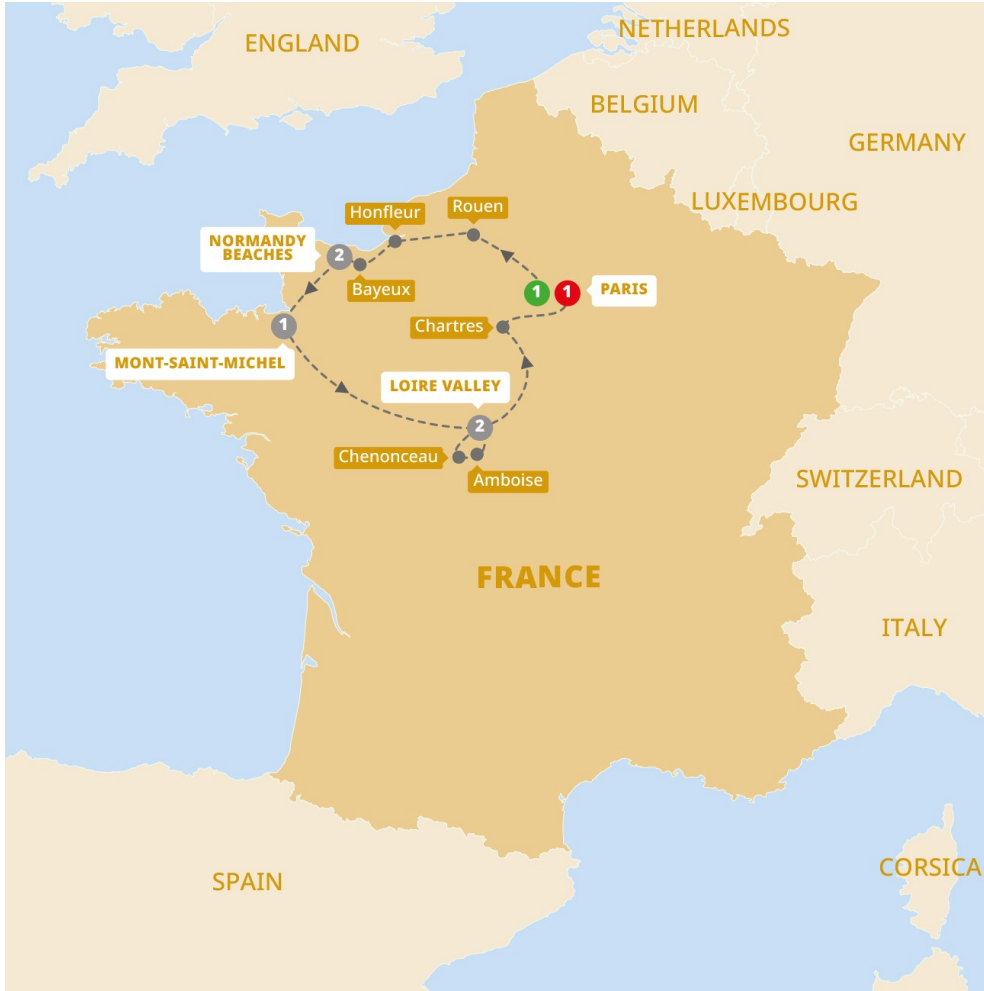 NETHERLANDS
ENGLAND
BELGIUM
GERMANY
LUXEMBOURG
Rouen
Honfleur
NORMANDY
BEACHES
2
Bayeux
1
1
PARIS
1
Chartres
MONT-SAINT-MICHEL
LOIRE VALLEY
2
Chenonceau
Amboise
SWITZERLAND
FRANCE
ITALY
CORSICA
SPAIN